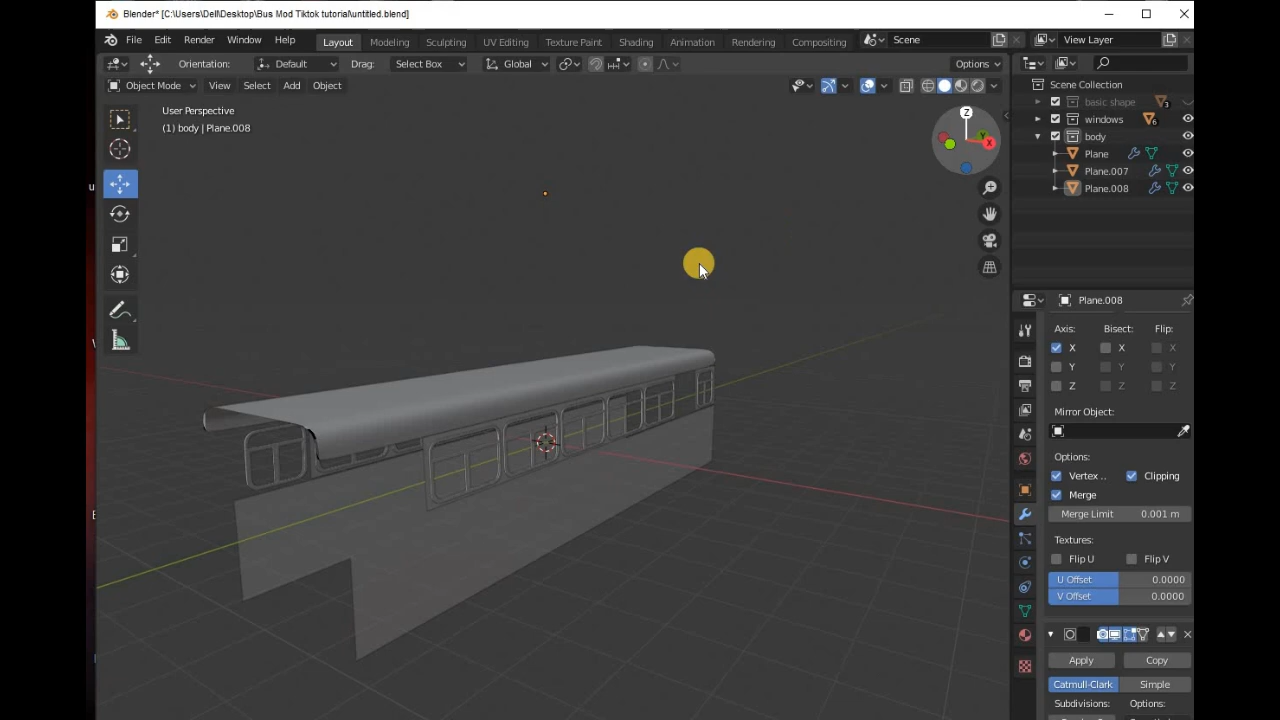 Blender* [C:\Users\Dell\Desktop\Bus Mod Tiktok tutorial\untitled.blend]
File Edit Render Window Help Layout Modeling Sculpting UV Editing Texture Paint Shading Animation Rendering Compositing Scene View Layer
Orientation: Default Drag: Select Box Global Options
Object Mode View Select Add Object
User Perspective
(1) body | Plane.008
Z
Y
X
Scene Collection
basic shape 3
windows 6
body
Plane
Plane.007
Plane.008
Plane.008
Axis: Bisect: Flip:
X X X
Y Y Y
Z Z Z
Mirror Object:
Options:
Vertex .. Clipping
Merge
Merge Limit 0.001 m
Textures:
Flip U Flip V
U Offset 0.0000
V Offset 0.0000
Apply Copy
Catmull-Clark Simple
Subdivisions: Options: